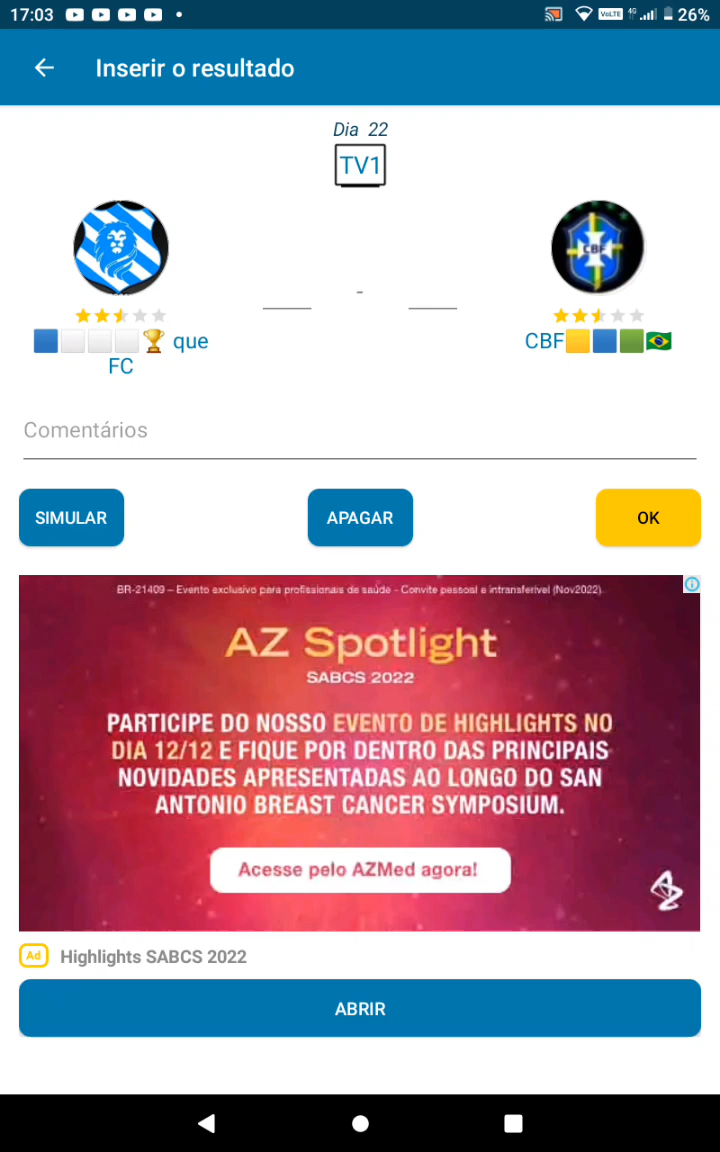 17:03 VoLTE 4G 26%
Inserir o resultado
Dia 22
TV1
CBF
-
🟦⬜⬜⬜🏆 que
FC
CBF🟨🟦🟩🇧🇷
Comentários
SIMULAR APAGAR OK
BR-21409 – Evento exclusivo para profissionais de saúde - Convite pessoal e intransferível (Nov2022)
AZ Spotlight
SABCS 2022
PARTICIPE DO NOSSO EVENTO DE HIGHLIGHTS NO
DIA 12/12 E FIQUE POR DENTRO DAS PRINCIPAIS
NOVIDADES APRESENTADAS AO LONGO DO SAN
ANTONIO BREAST CANCER SYMPOSIUM.
Acesse pelo AZMed agora!
Ad Highlights SABCS 2022
ABRIR